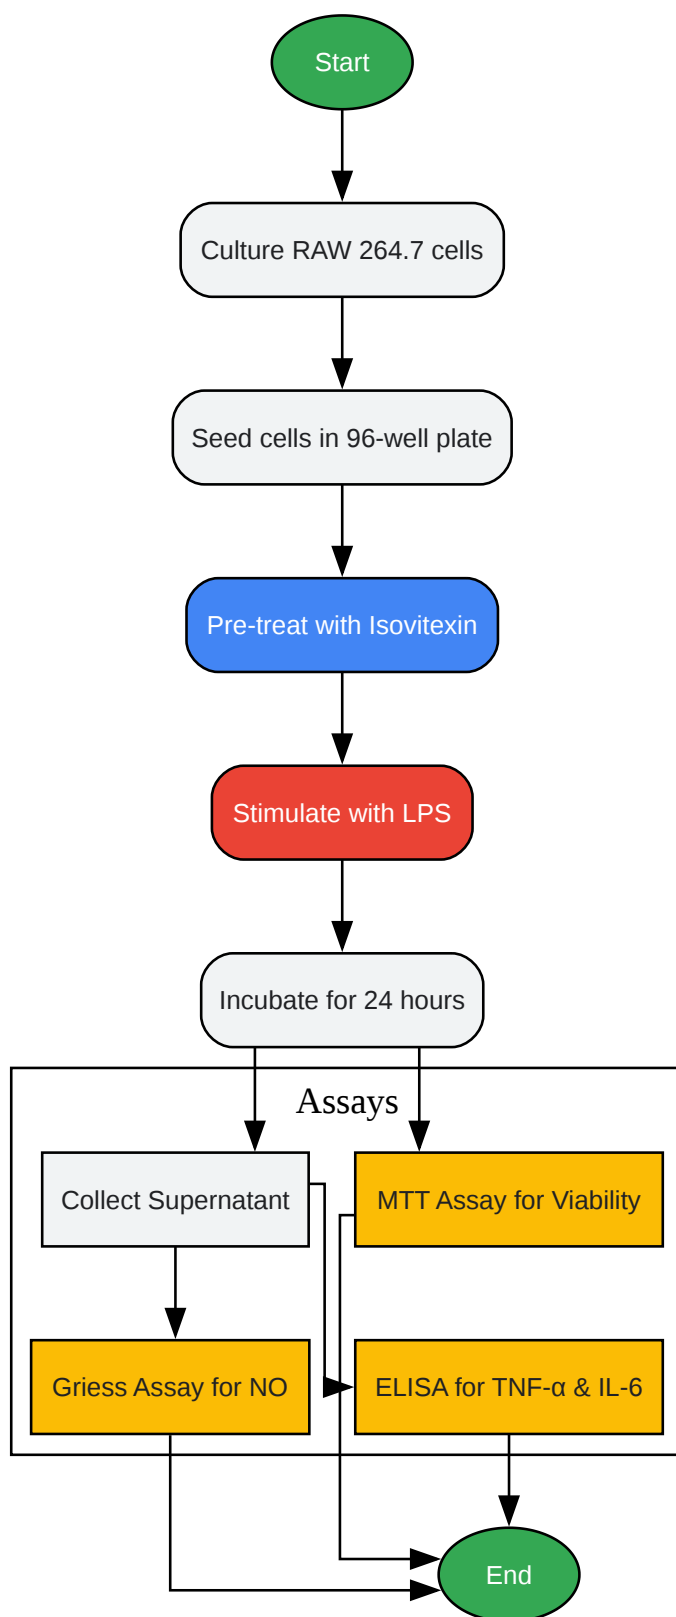 Start
Culture RAW 264.7 cells
Seed cells in 96-well plate
Pre-treat with Isovitexin
Stimulate with LPS
Incubate for 24 hours
Assays
Collect Supernatant
MTT Assay for Viability
Griess Assay for NO
ELISA for TNF-α & IL-6
End